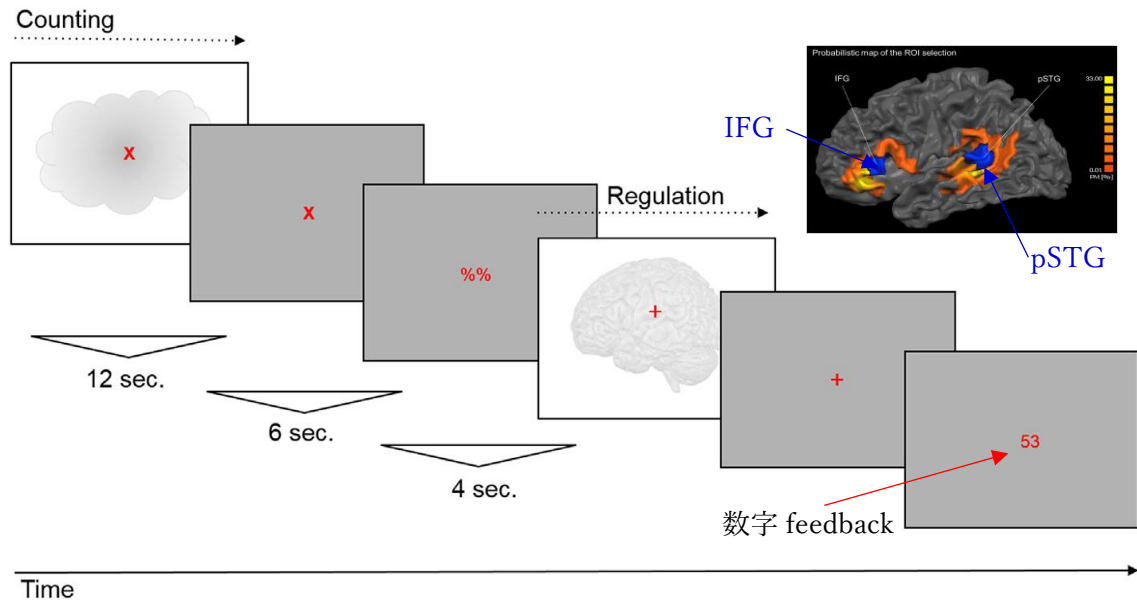 Counting
x
x
%%
Regulation
+
+
53
12 sec.
6 sec.
4 sec.
数字 feedback
Time
Probabilistic map of the ROI selection
IFG
pSTG
33.00
0.01
PM [%]
IFG
pSTG